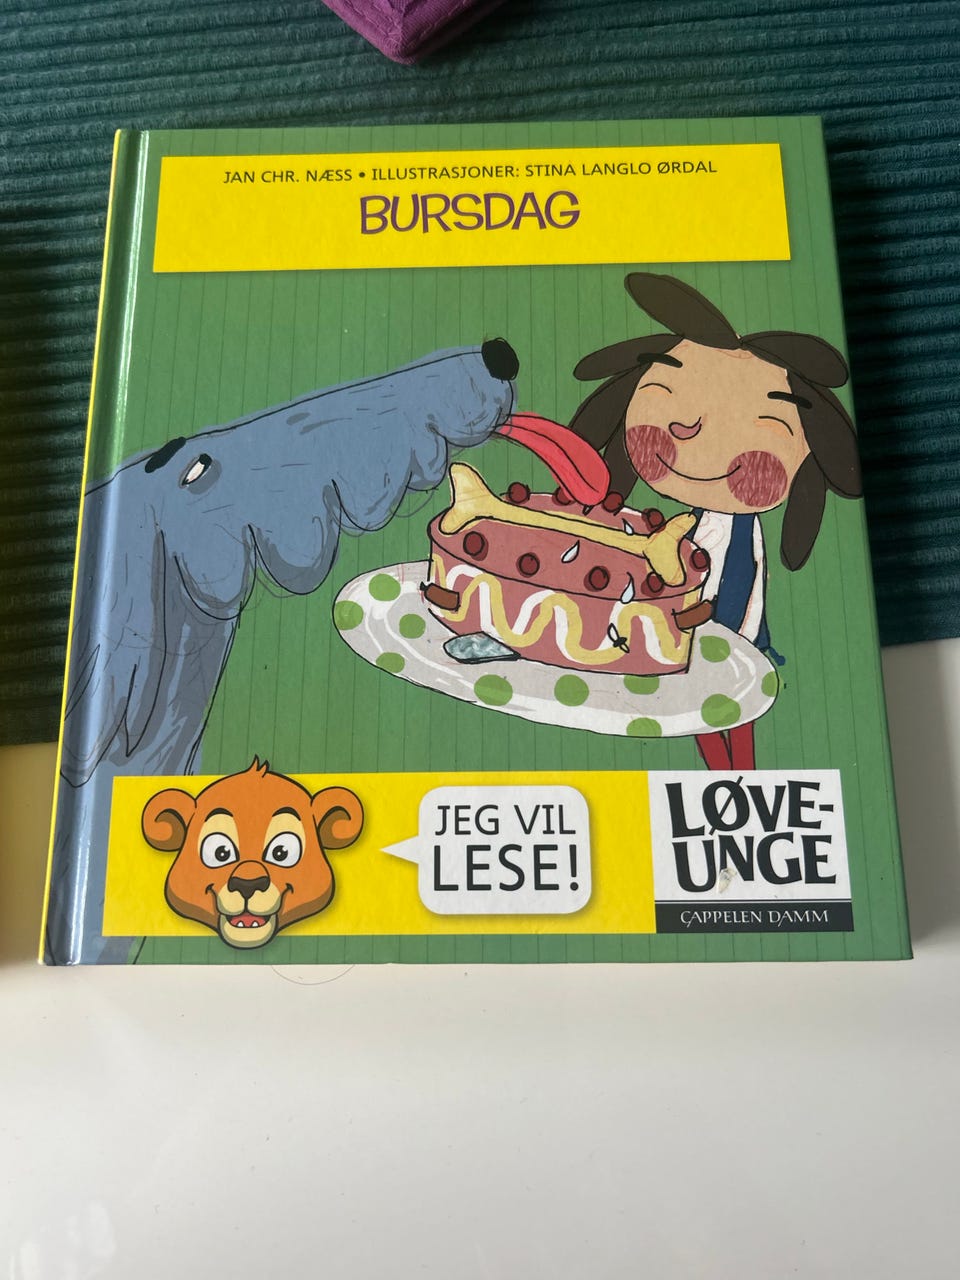 JAN CHR. NÆSS • ILLUSTRASJONER: STINA LANGLO ØRDAL
BURSDAG
JEG VIL
LESE!
LØVE-
UNGE
CAPPELEN DAMM